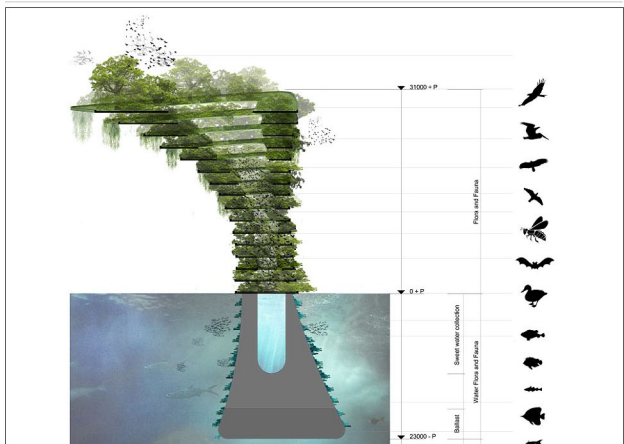 31000 + P
Flora and Fauna
0 + P
Sweet water collection
Water Flora and Fauna
Ballast
23000 - P